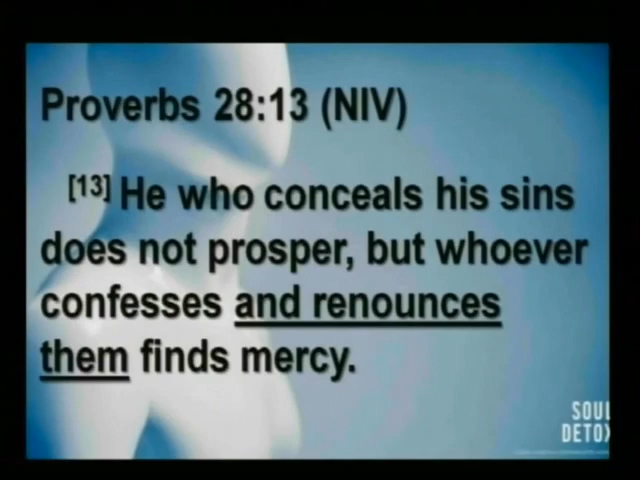 Proverbs 28:13 (NIV)
[13] He who conceals his sins
does not prosper, but whoever
confesses and renounces
them finds mercy.
SOUL
DETOX